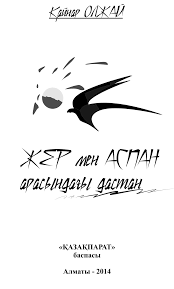 Қайнар ОЛЖАЙ
ЖЕР мен АСПАН
арасындағы дастан
«ҚАЗАҚПАРАТ»
баспасы
Алматы - 2014